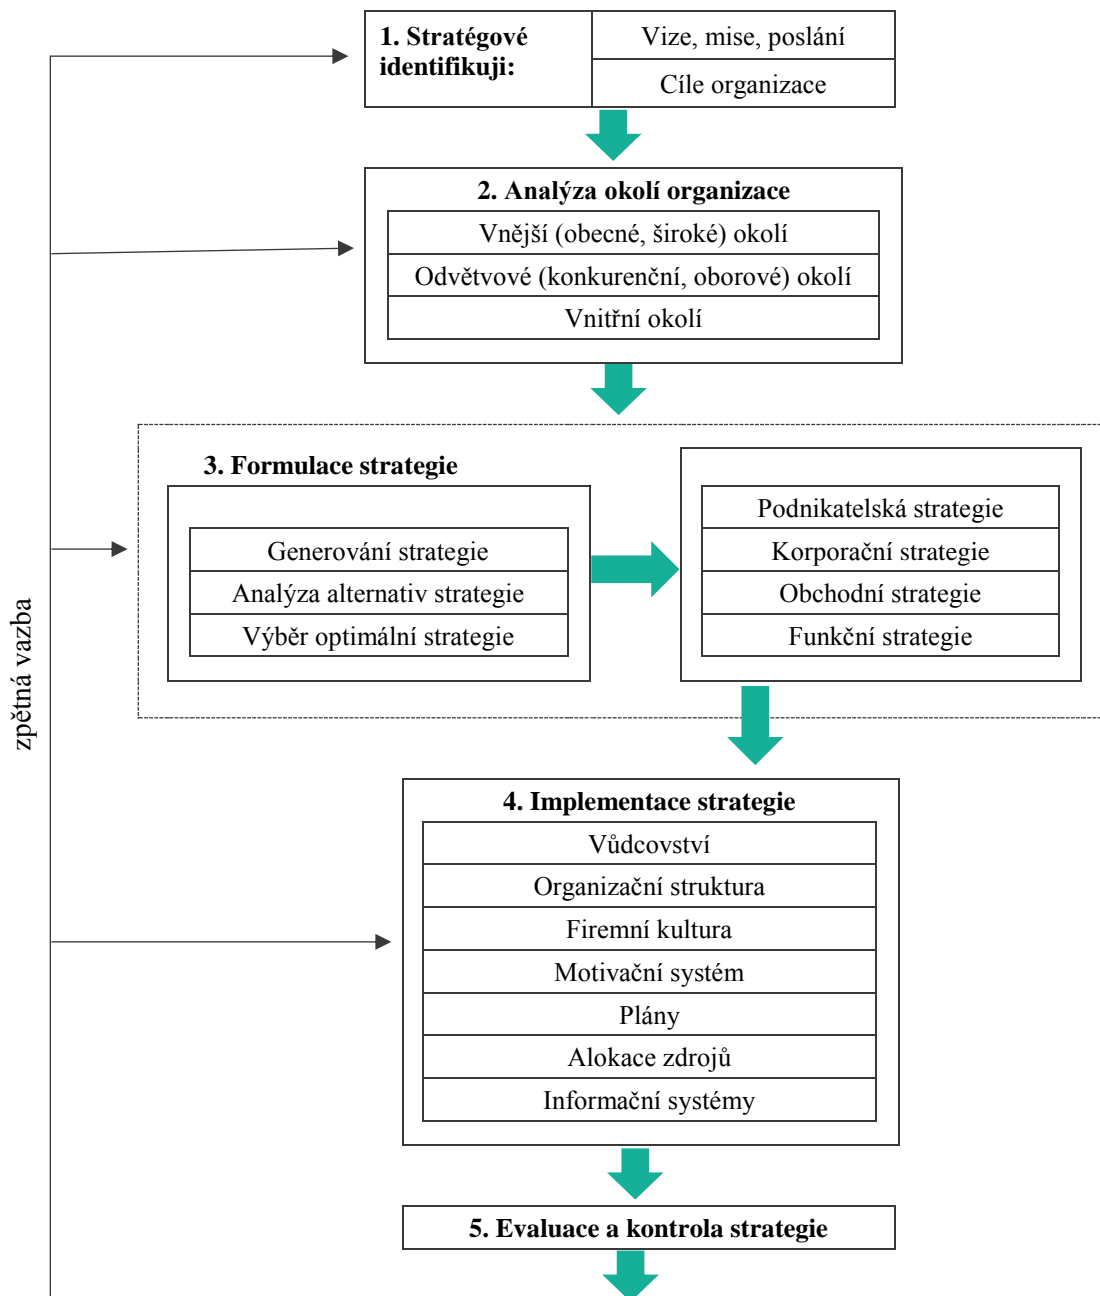 1. Stratégové
identifikuji:
Vize, mise, poslání
Cíle organizace
2. Analýza okolí organizace
Vnější (obecné, široké) okolí
Odvětvové (konkurenční, oborové) okolí
Vnitřní okolí
3. Formulace strategie
Generování strategie
Analýza alternativ strategie
Výběr optimální strategie
Podnikatelská strategie
Korporační strategie
Obchodní strategie
Funkční strategie
zpětná vazba
4. Implementace strategie
Vůdcovství
Organizační struktura
Firemní kultura
Motivační systém
Plány
Alokace zdrojů
Informační systémy
5. Evaluace a kontrola strategie